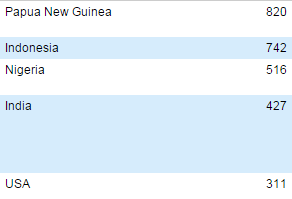 Papua New Guinea 820
Indonesia 742
Nigeria 516
India 427
USA 311